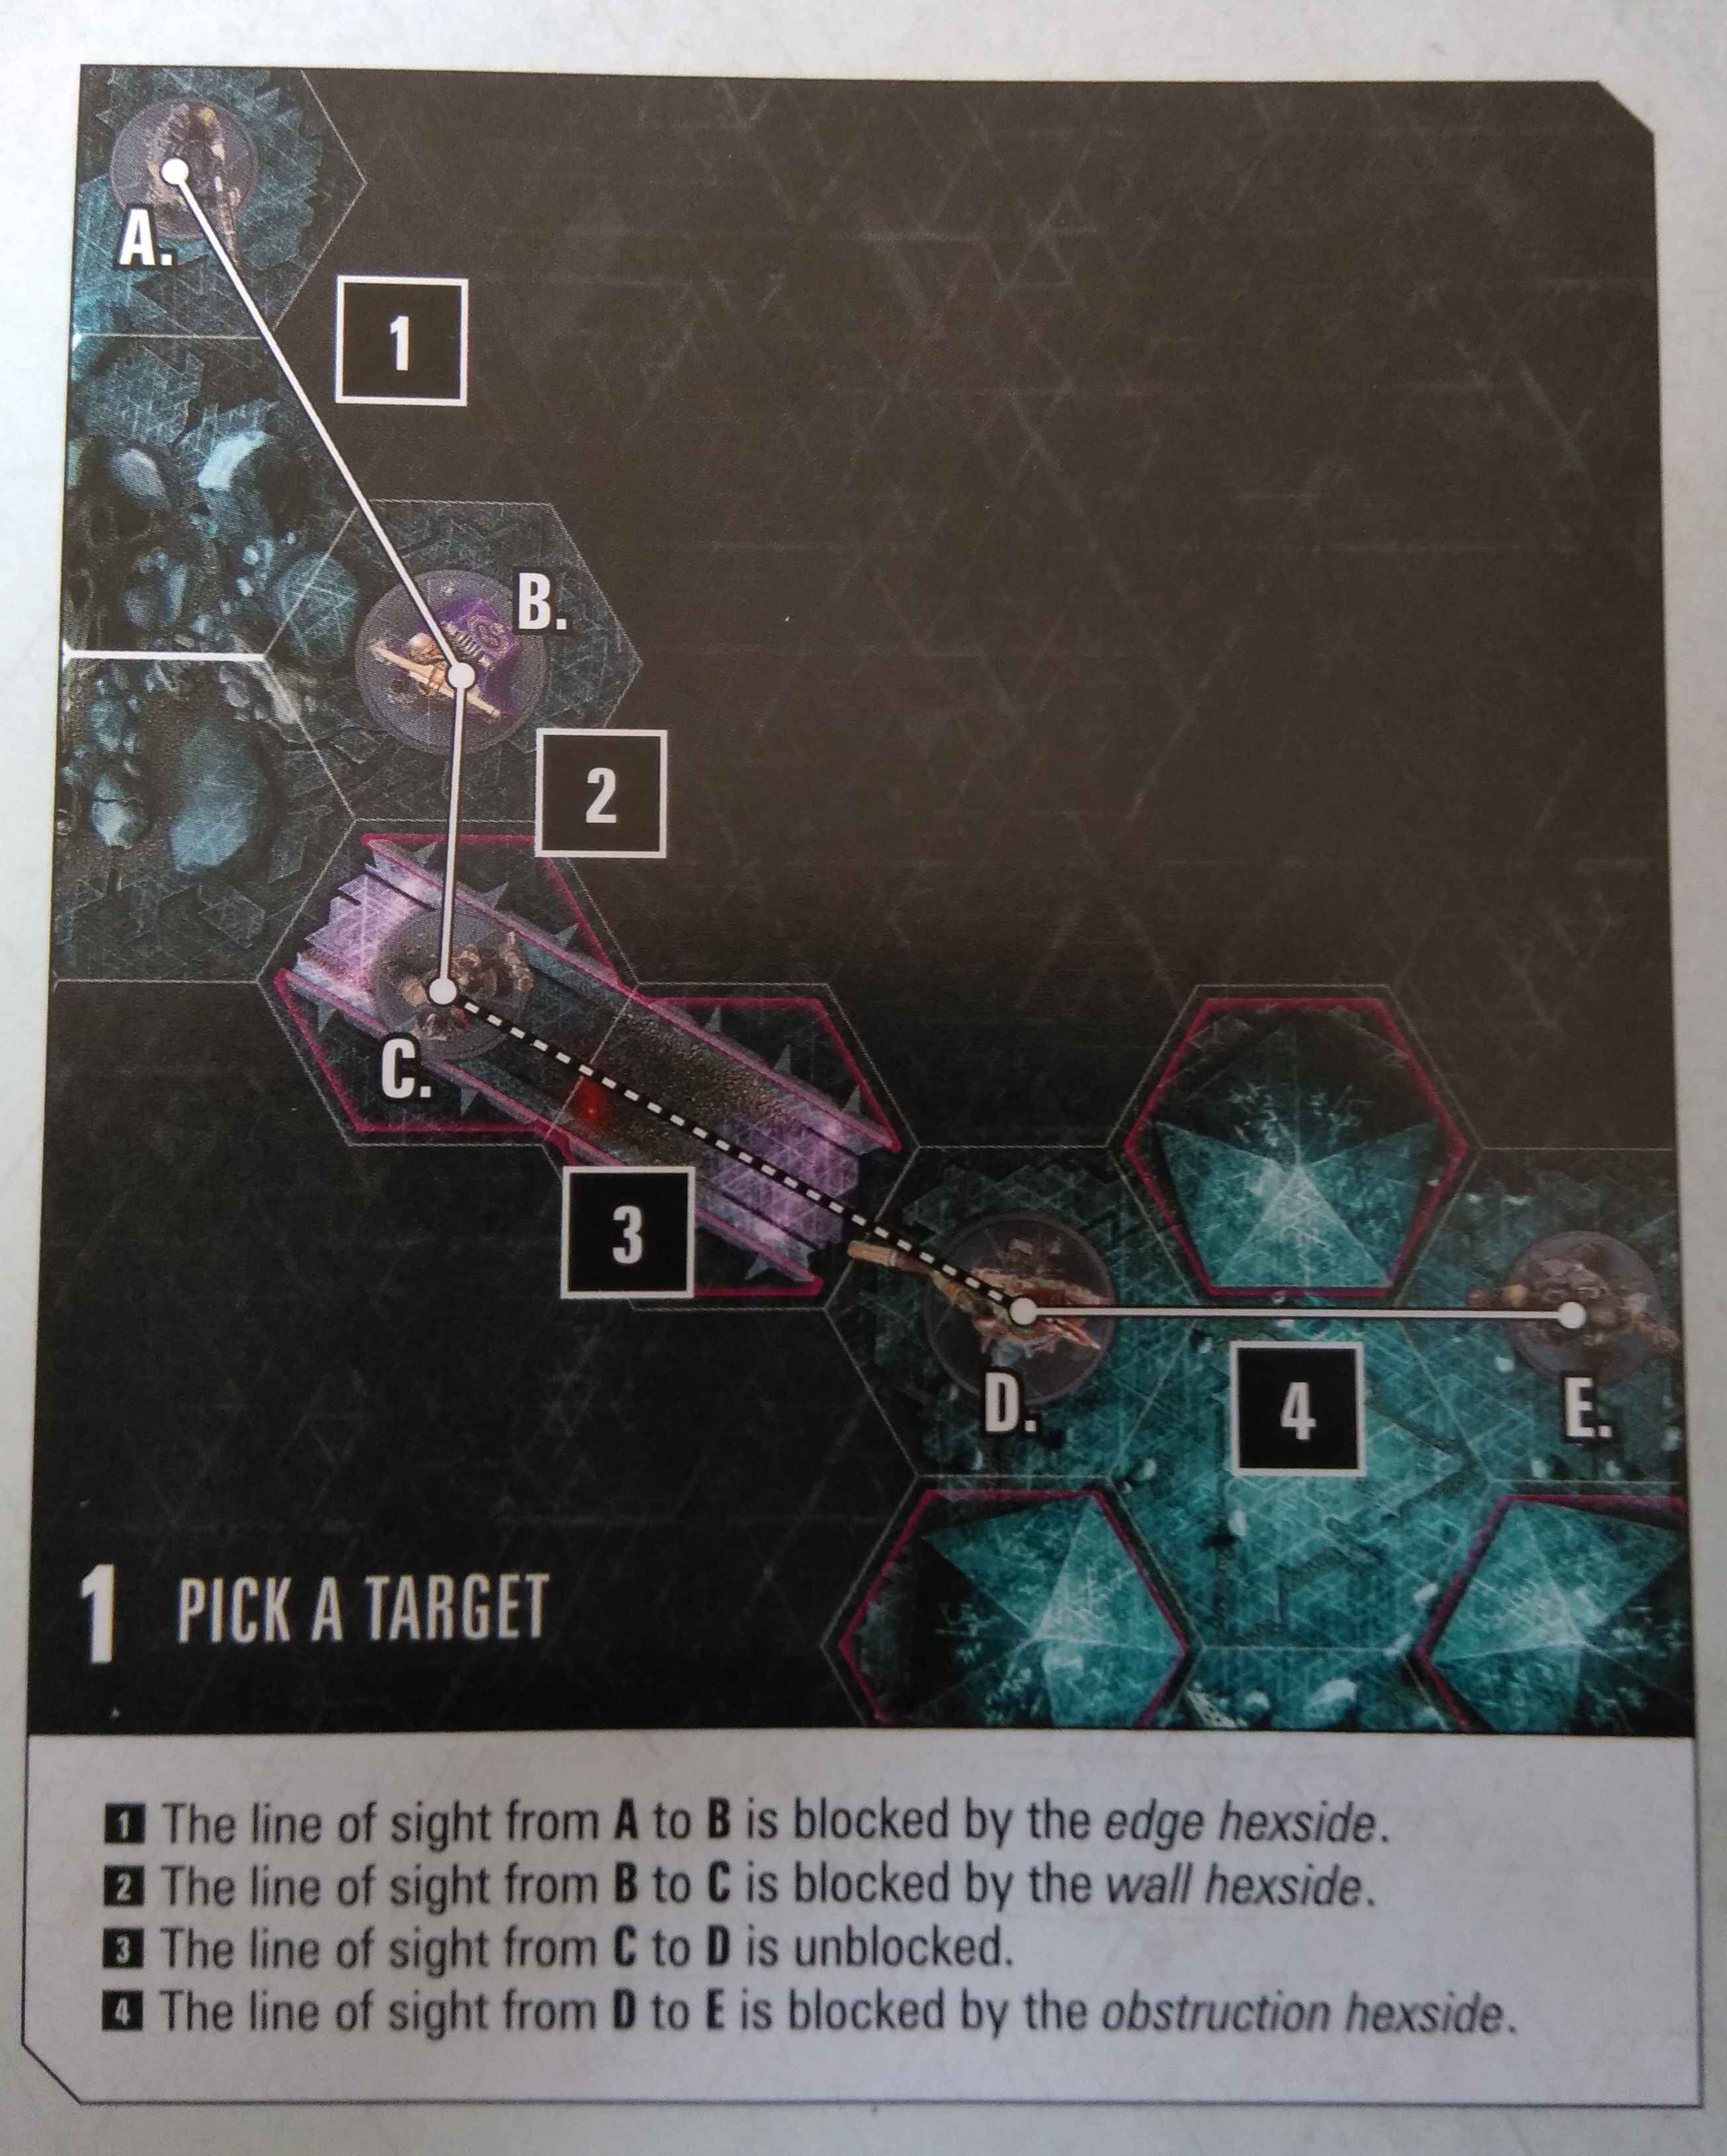 A.
1
B.
2
C.
3
D.
4
E.
1 PICK A TARGET
1 The line of sight from A to B is blocked by the edge hexside.
2 The line of sight from B to C is blocked by the wall hexside.
3 The line of sight from C to D is unblocked.
4 The line of sight from D to E is blocked by the obstruction hexside.